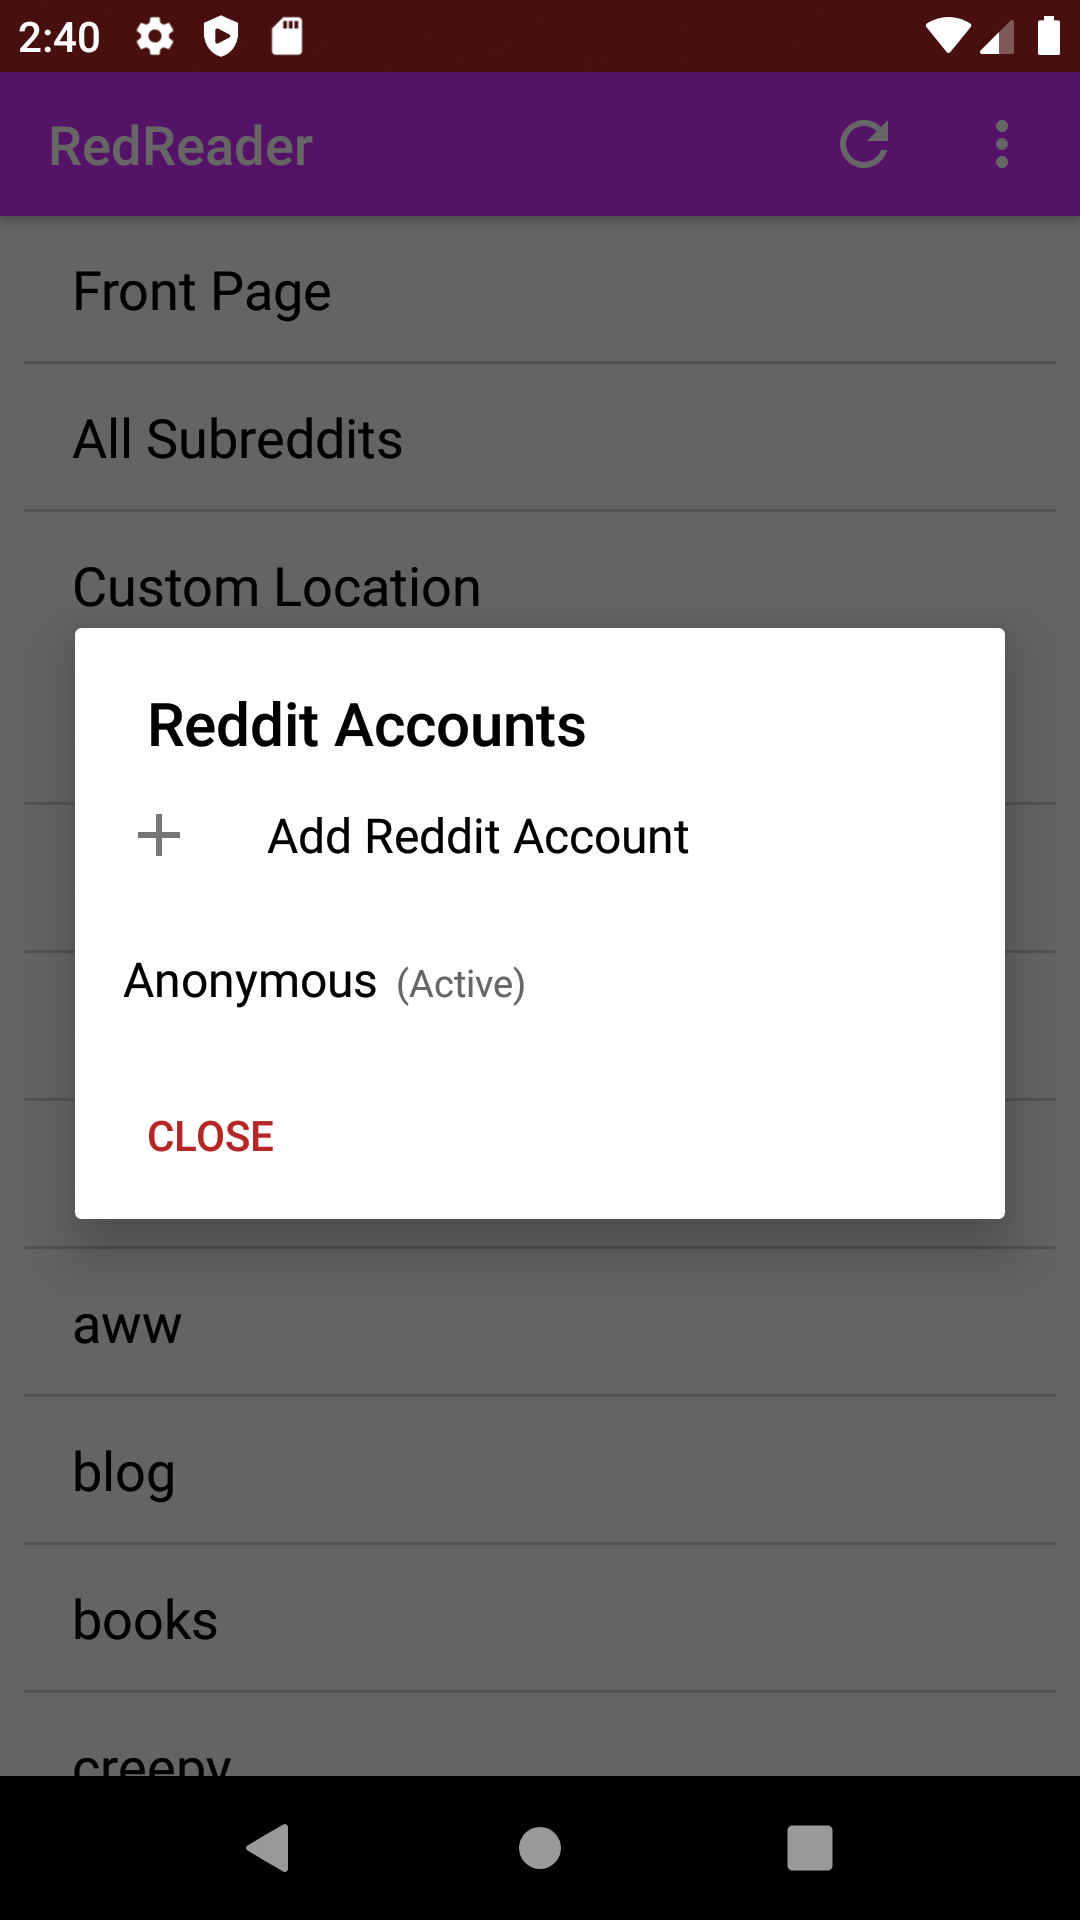 2:40
RedReader
Front Page
All Subreddits
Custom Location
Reddit Accounts
Add Reddit Account
Anonymous (Active)
CLOSE
aww
blog
books
creepy